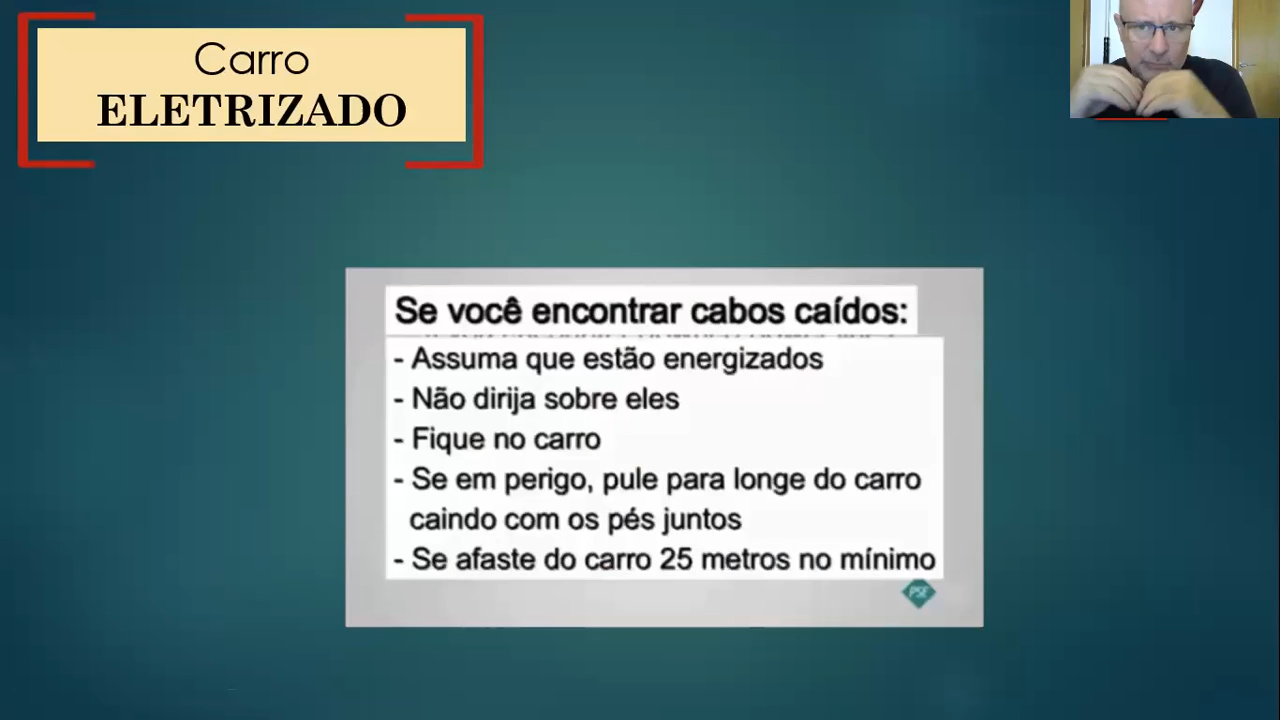 Carro
ELETRIZADO
Se você encontrar cabos caídos:
- Assuma que estão energizados
- Não dirija sobre eles
- Fique no carro
- Se em perigo, pule para longe do carro
caindo com os pés juntos
- Se afaste do carro 25 metros no mínimo
PSE